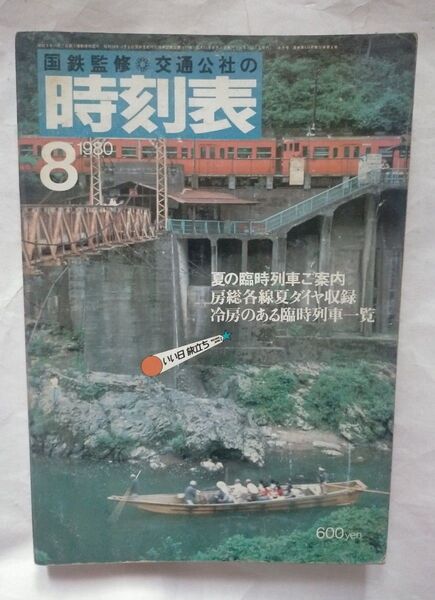 国鉄監修 交通公社の
時刻表
8 1980
夏の臨時列車ご案内
房総各線夏ダイヤ収録
冷房のある臨時列車一覧
いい日旅立ち
600yen